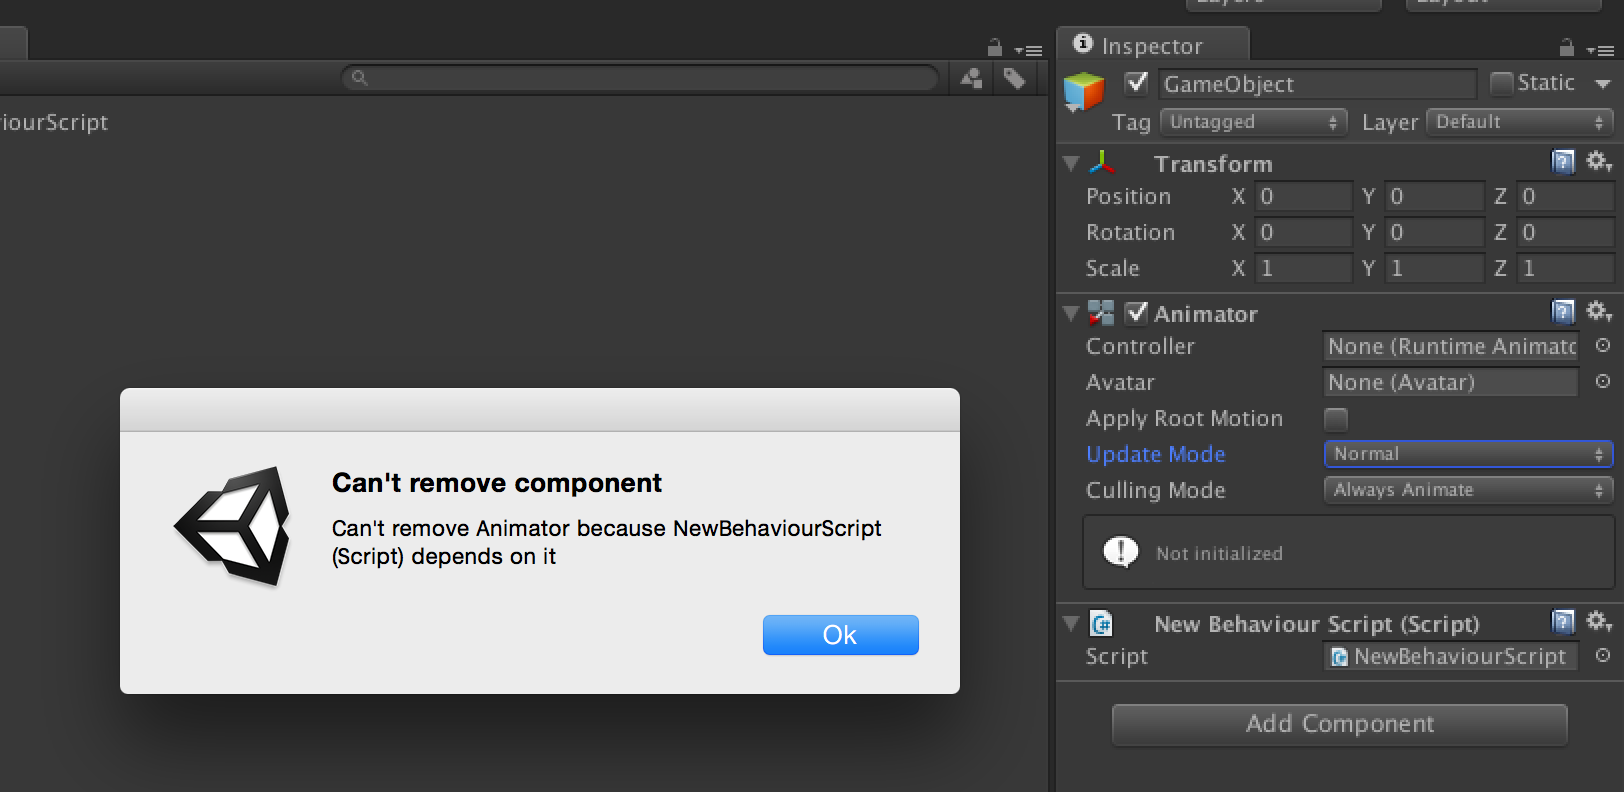 Inspector
GameObject
Static
iourScript
Tag
Untagged
Layer
Default
Transform
Position X 0 Y 0 Z 0
Rotation X 0 Y 0 Z 0
Scale X 1 Y 1 Z 1
Animator
Controller None (Runtime Animato
Avatar None (Avatar)
Apply Root Motion
Update Mode Normal
Culling Mode Always Animate
Not initialized
New Behaviour Script (Script)
Script NewBehaviourScript
Add Component
Can't remove component
Can't remove Animator because NewBehaviourScript
(Script) depends on it
Ok